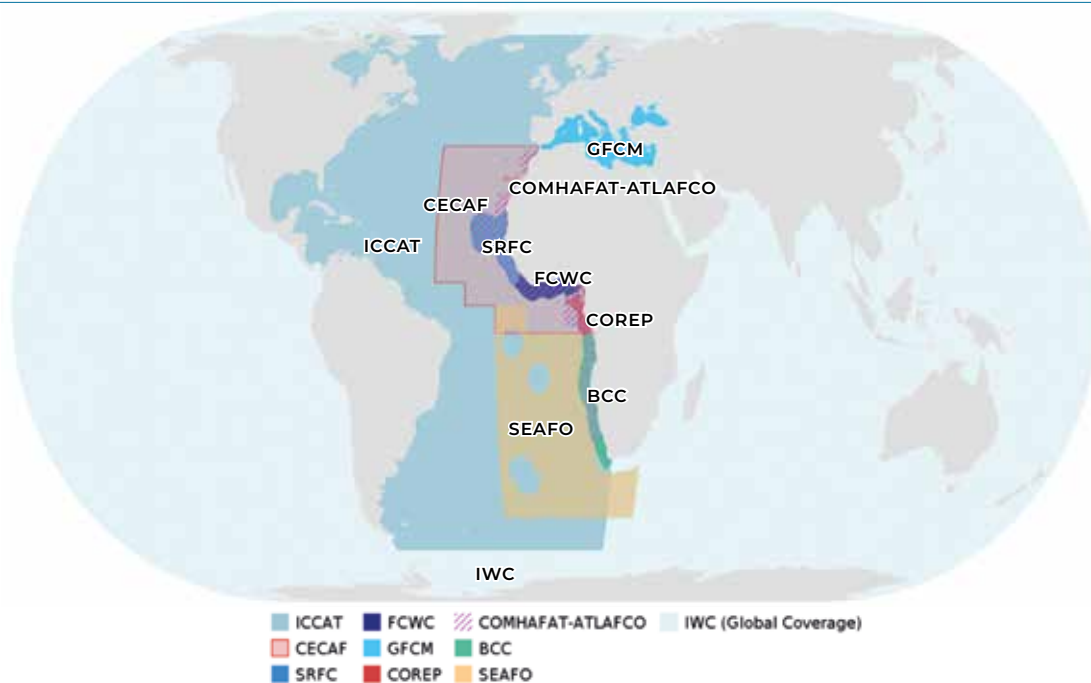 GFCM
COMHAFAT-ATLAFCO
CECAF
ICCAT
SRFC
FCWC
COREP
BCC
SEAFO
IWC
ICCAT FCWC COMHAFAT-ATLAFCO IWC (Global Coverage)
CECAF GFCM BCC
SRFC COREP SEAFO